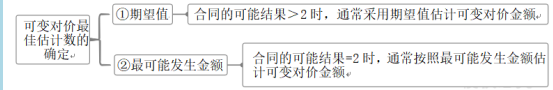 可变对价最
佳估计数的
确定
①期望值
合同的可能结果＞2时，通常采用期望值估计可变对价金额
②最可能发生金额
合同的可能结果=2时，通常按照最可能发生金额估
计可变对价金额